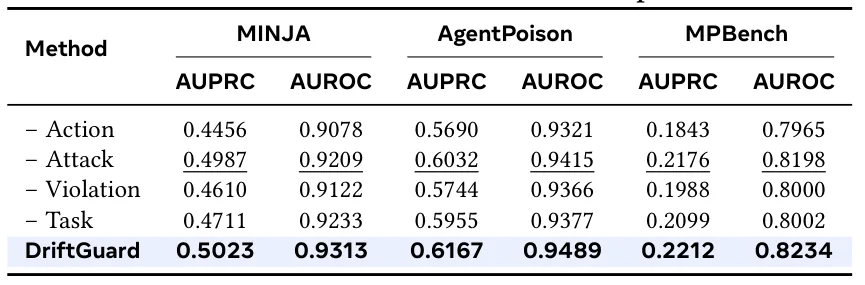 Method MINJA AgentPoison MPBench
AUPRC AUROC AUPRC AUROC AUPRC AUROC
– Action 0.4456 0.9078 0.5690 0.9321 0.1843 0.7965
– Attack 0.4987 0.9209 0.6032 0.9415 0.2176 0.8198
– Violation 0.4610 0.9122 0.5744 0.9366 0.1988 0.8000
– Task 0.4711 0.9233 0.5955 0.9377 0.2099 0.8002
DriftGuard 0.5023 0.9313 0.6167 0.9489 0.2212 0.8234